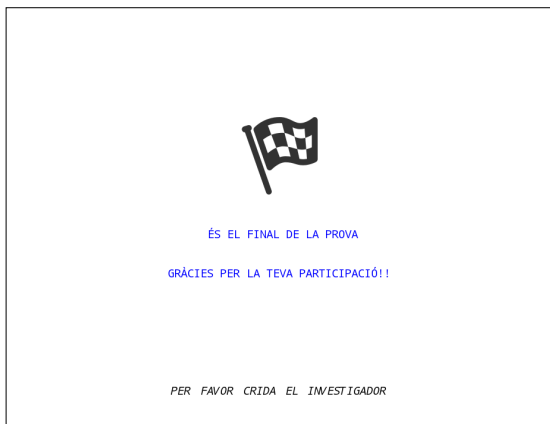 ÉS EL FINAL DE LA PROVA
GRÀCIES PER LA TEVA PARTICIPACIÓ!!
PER FAVOR CRIDA EL INVESTIGADOR